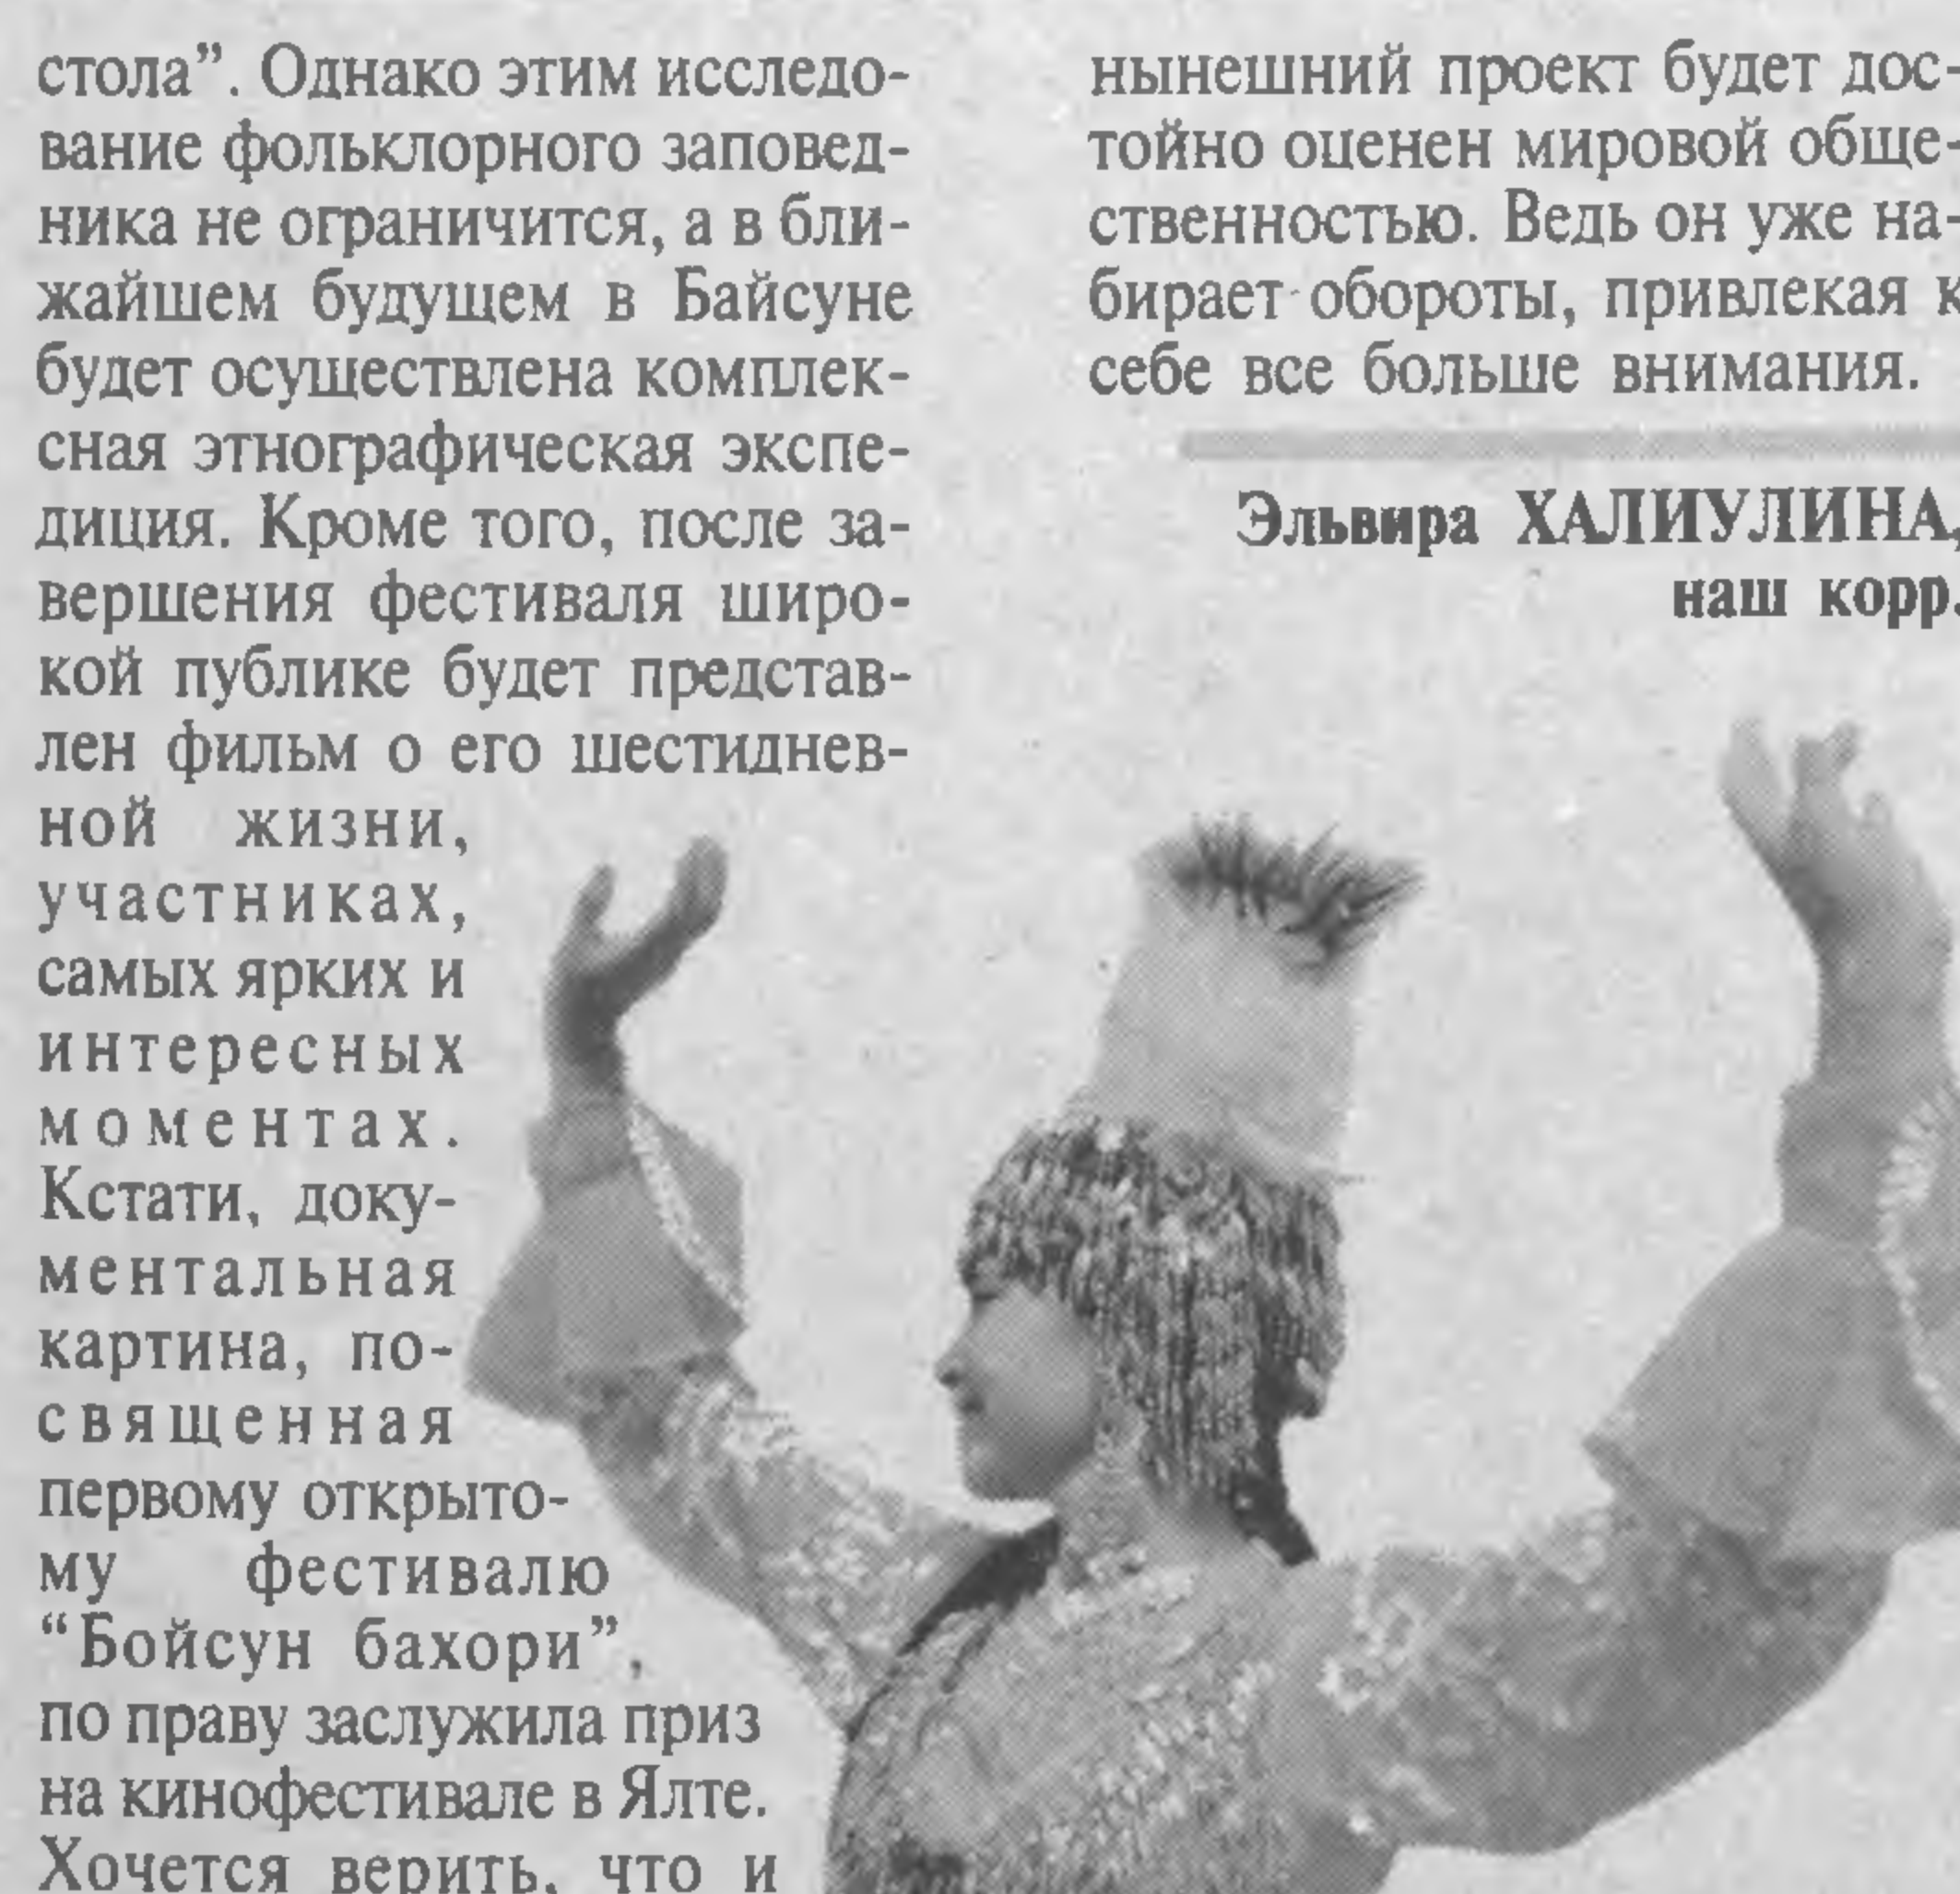 стола”. Однако этим исследо-
вание фольклорного заповед-
ника не ограничится, а в бли-
жайшем будущем в Байсуне
будет осуществлена комплек-
сная этнографическая экспе-
диция. Кроме того, после за-
вершения фестиваля широ-
кой публике будет представ-
лен фильм о его шестиднев-
ной жизни,
участниках,
самых ярких и
интересных
моментах.
Кстати, доку-
ментальная
картина, по-
священная
первому открыто-
му фестивалю
“Бойсун бахори”,
по праву заслужила приз
на кинофестивале в Ялте.
Хочется верить, что и
нынешний проект будет дос-
тойно оценен мировой обще-
ственностью. Ведь он уже на-
бирает обороты, привлекая к
себе все больше внимания.
Эльвира ХАЛИУЛИНА,
наш корр.